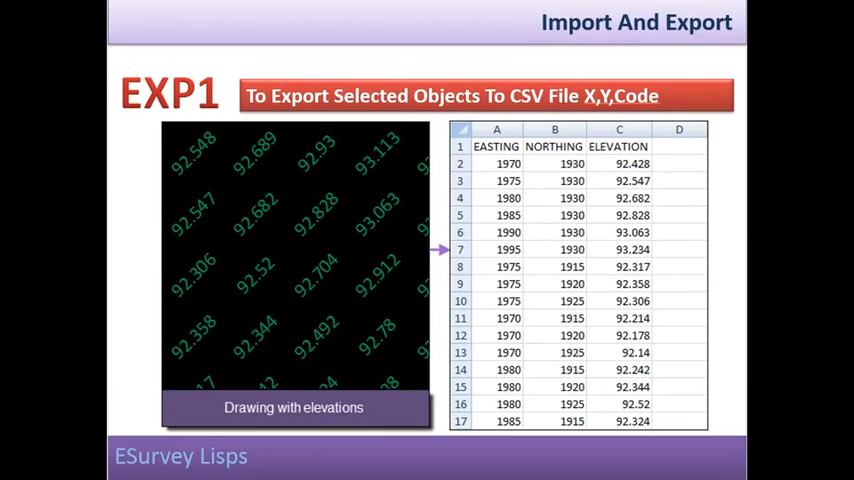 Import And Export
EXP1
To Export Selected Objects To CSV File X,Y,Code
92.548 92.689 92.93 93.113
92.547 92.682 92.828 93.063
92.306 92.52 92.704 92.912
92.358 92.344 92.492 92.78
Drawing with elevations
A B C D
1 EASTING NORTHING ELEVATION
2 1970 1930 92.428
3 1975 1930 92.547
4 1980 1930 92.682
5 1985 1930 92.828
6 1990 1930 93.063
7 1995 1930 93.234
8 1975 1915 92.317
9 1975 1920 92.358
10 1975 1925 92.306
11 1970 1915 92.214
12 1970 1920 92.178
13 1970 1925 92.14
14 1980 1915 92.242
15 1980 1920 92.344
16 1980 1925 92.52
17 1985 1915 92.324
ESurvey Lisps